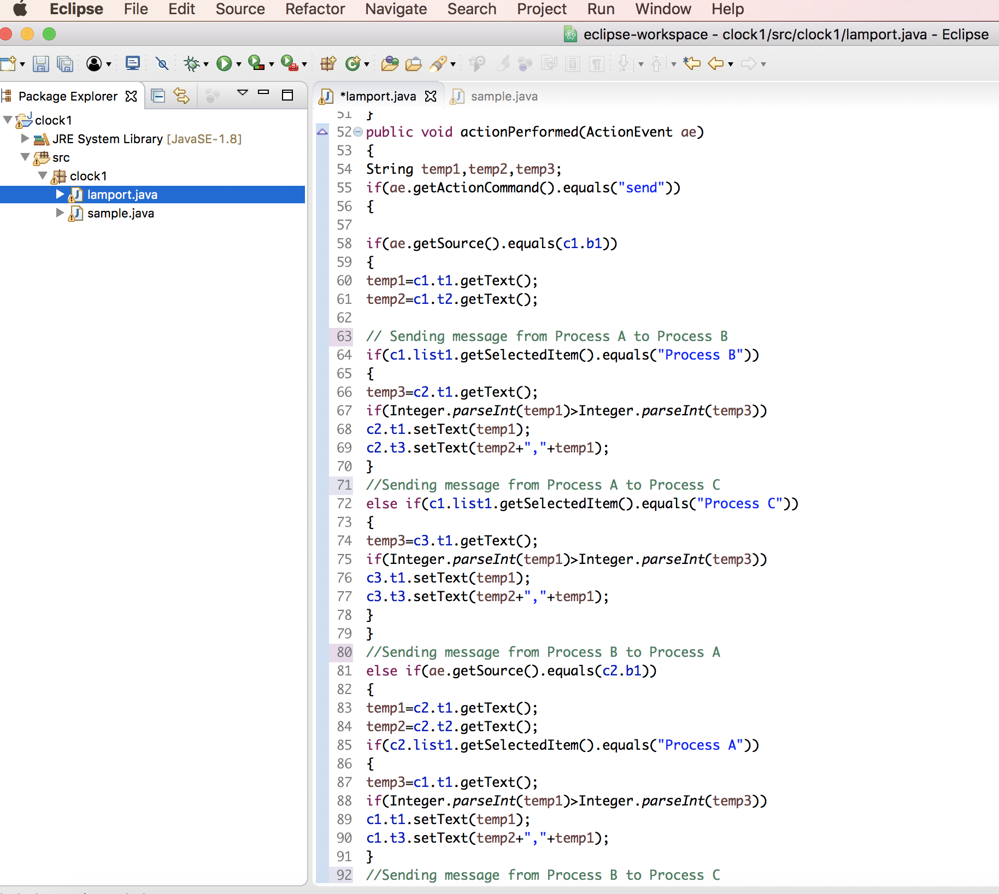 Eclipse File Edit Source Refactor Navigate Search Project Run Window Help
eclipse-workspace - clock1/src/clock1/lamport.java - Eclipse
Package Explorer
clock1
JRE System Library [JavaSE-1.8]
src
clock1
lamport.java
sample.java
*lamport.java sample.java
51 }
52 public void actionPerformed(ActionEvent ae)
53 {
54 String temp1,temp2,temp3;
55 if(ae.getActionCommand().equals("send"))
56 {
57
58 if(ae.getSource().equals(c1.b1))
59 {
60 temp1=c1.t1.getText();
61 temp2=c1.t2.getText();
62
63 // Sending message from Process A to Process B
64 if(c1.list1.getSelectedItem().equals("Process B"))
65 {
66 temp3=c2.t1.getText();
67 if(Integer.parseInt(temp1)>Integer.parseInt(temp3))
68 c2.t1.setText(temp1);
69 c2.t3.setText(temp2+","+temp1);
70 }
71 //Sending message from Process A to Process C
72 else if(c1.list1.getSelectedItem().equals("Process C"))
73 {
74 temp3=c3.t1.getText();
75 if(Integer.parseInt(temp1)>Integer.parseInt(temp3))
76 c3.t1.setText(temp1);
77 c3.t3.setText(temp2+","+temp1);
78 }
79 }
80 //Sending message from Process B to Process A
81 else if(ae.getSource().equals(c2.b1))
82 {
83 temp1=c2.t1.getText();
84 temp2=c2.t2.getText();
85 if(c2.list1.getSelectedItem().equals("Process A"))
86 {
87 temp3=c1.t1.getText();
88 if(Integer.parseInt(temp1)>Integer.parseInt(temp3))
89 c1.t1.setText(temp1);
90 c1.t3.setText(temp2+","+temp1);
91 }
92 //Sending message from Process B to Process C